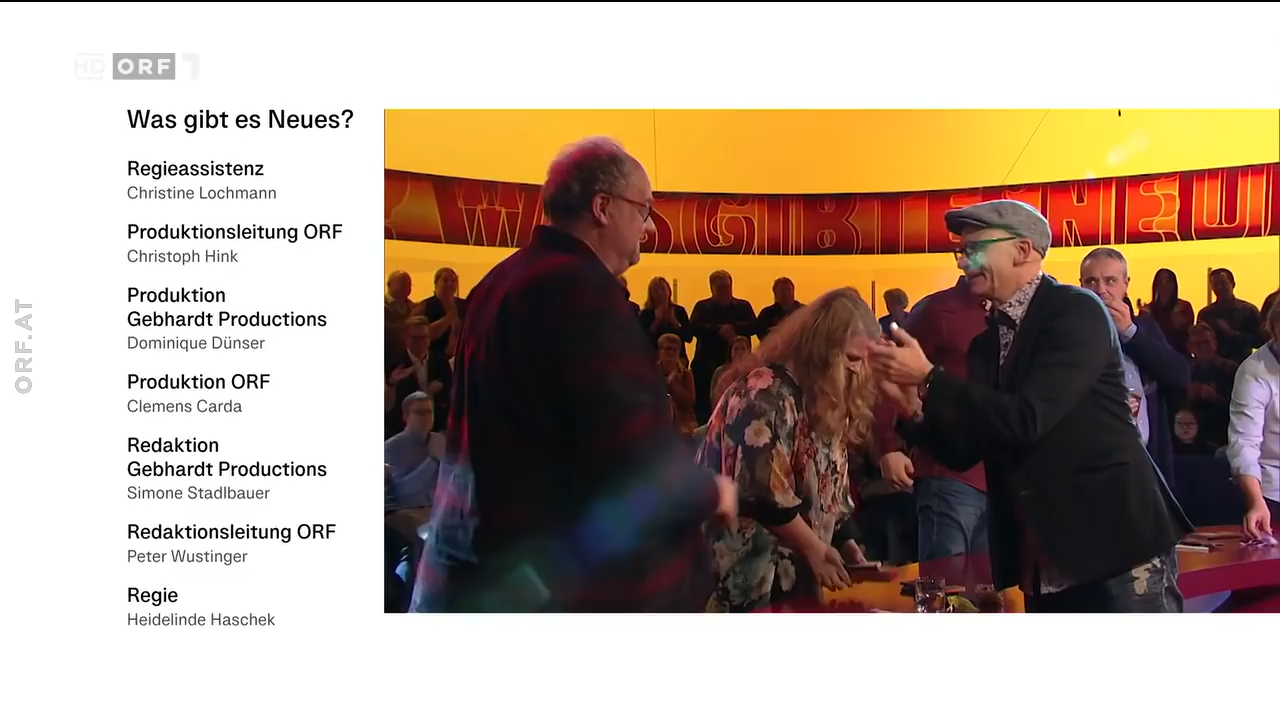 HD ORF 1
Was gibt es Neues?
Regieassistenz
Christine Lochmann
Produktionsleitung ORF
Christoph Hink
Produktion
Gebhardt Productions
Dominique Dünser
Produktion ORF
Clemens Carda
Redaktion
Gebhardt Productions
Simone Stadlbauer
Redaktionsleitung ORF
Peter Wustinger
Regie
Heidelinde Haschek
ORF.AT
WASGIBTESNEU